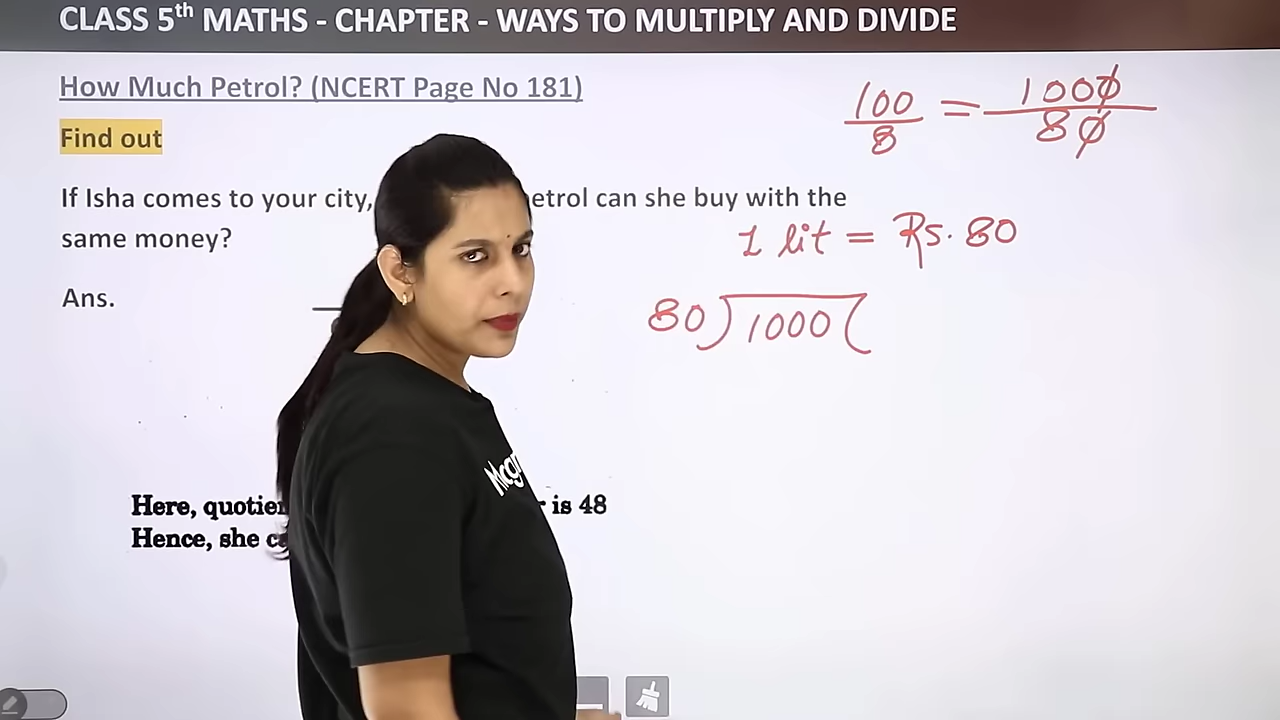 CLASS 5th MATHS - CHAPTER - WAYS TO MULTIPLY AND DIVIDE
How Much Petrol? (NCERT Page No 181)
100/8 = 1000/80
Find out
If Isha comes to your city, petrol can she buy with the
same money?
1 lit = Rs. 80
Ans.
80)1000(
Here, is 48
Hence, she